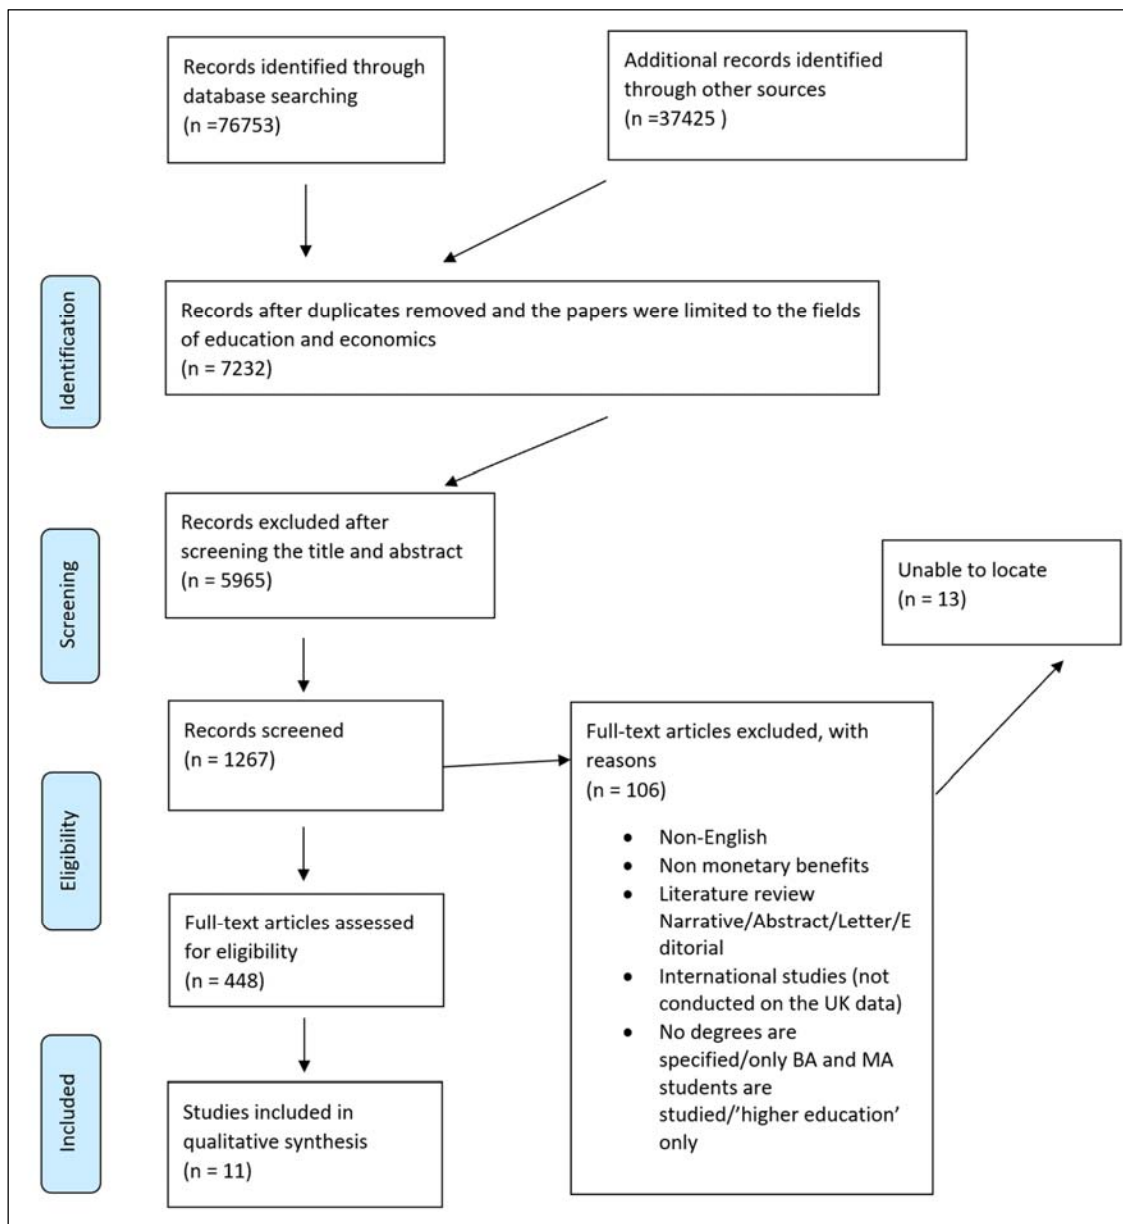 Records identified through
database searching
(n =76753)
Additional records identified
through other sources
(n =37425 )
Identification
Records after duplicates removed and the papers were limited to the fields
of education and economics
(n = 7232)
Screening
Records excluded after
screening the title and abstract
(n = 5965)
Unable to locate
(n = 13)
Eligibility
Records screened
(n = 1267)
Full-text articles excluded, with
reasons
(n = 106)
• Non-English
• Non monetary benefits
• Literature review
Narrative/Abstract/Letter/E
ditorial
• International studies (not
conducted on the UK data)
• No degrees are
specified/only BA and MA
students are
studied/’higher education’
only
Full-text articles assessed
for eligibility
(n = 448)
Included
Studies included in
qualitative synthesis
(n = 11)